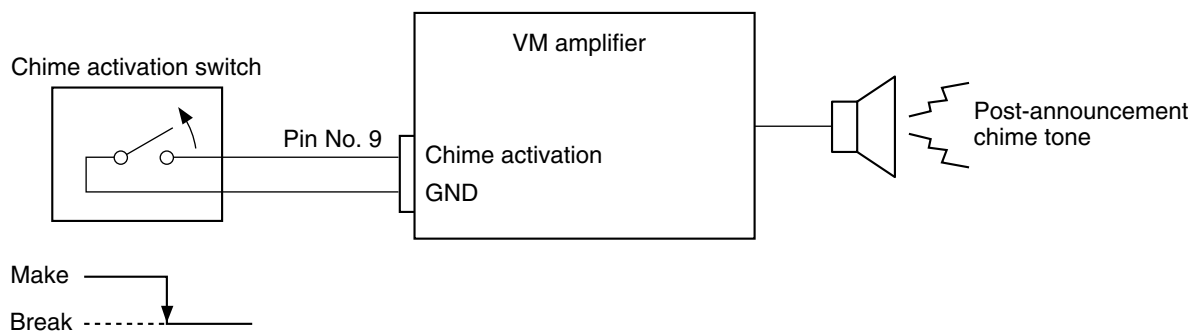 VM amplifier
Chime activation switch
Pin No. 9
Chime activation
GND
Post-announcement
chime tone
Make
Break